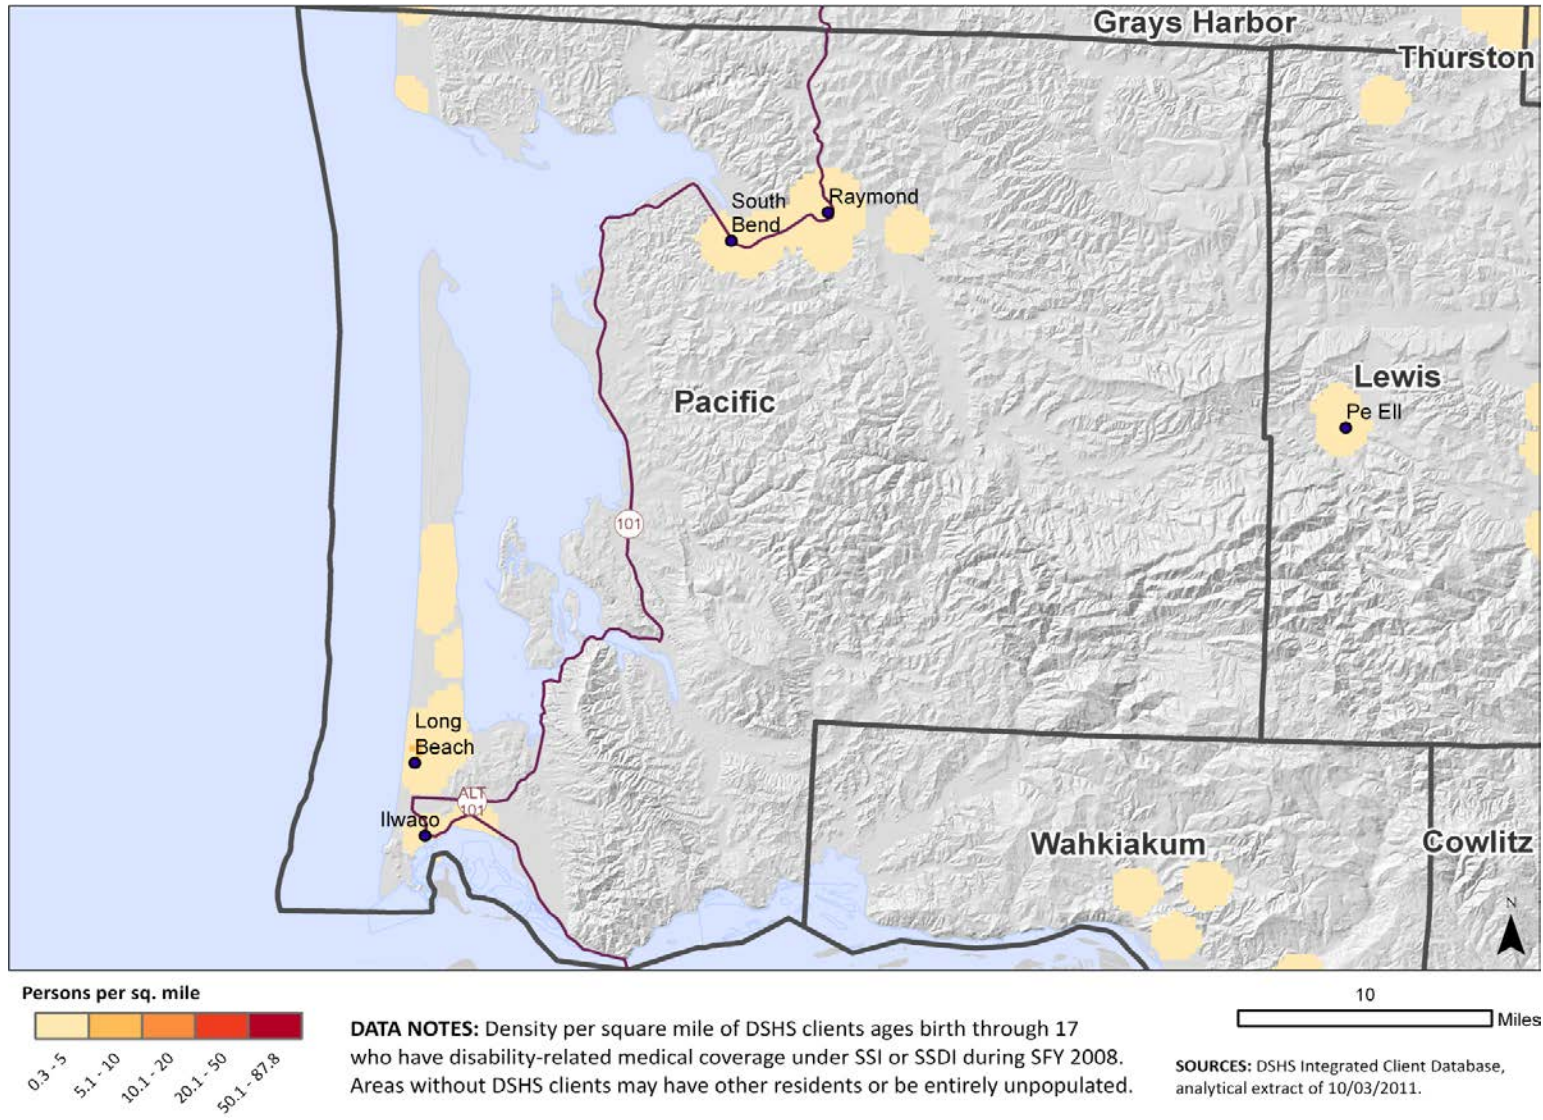 Grays Harbor
Thurston
South
Bend
Raymond
Pacific
Lewis
Pe Ell
101
Long
Beach
ALT
101
Ilwaco
Wahkiakum
Cowlitz
N
Persons per sq. mile
0.3 - 5
5.1 - 10
10.1 - 20
20.1 - 50
50.1 - 87.8
DATA NOTES: Density per square mile of DSHS clients ages birth through 17
who have disability-related medical coverage under SSI or SSDI during SFY 2008.
Areas without DSHS clients may have other residents or be entirely unpopulated.
10
Miles
SOURCES: DSHS Integrated Client Database,
analytical extract of 10/03/2011.